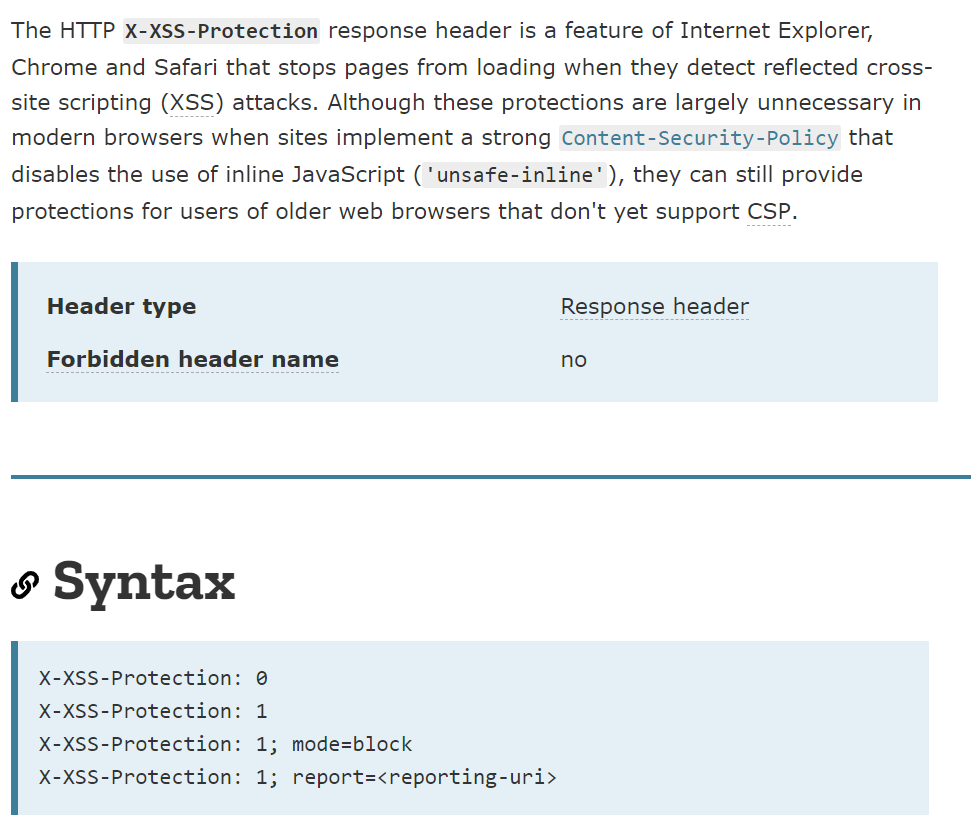 The HTTP X-XSS-Protection response header is a feature of Internet Explorer,
Chrome and Safari that stops pages from loading when they detect reflected cross-
site scripting (XSS) attacks. Although these protections are largely unnecessary in
modern browsers when sites implement a strong Content-Security-Policy that
disables the use of inline JavaScript ('unsafe-inline'), they can still provide
protections for users of older web browsers that don't yet support CSP.
Header type Response header
Forbidden header name no
Syntax
X-XSS-Protection: 0
X-XSS-Protection: 1
X-XSS-Protection: 1; mode=block
X-XSS-Protection: 1; report=<reporting-uri>